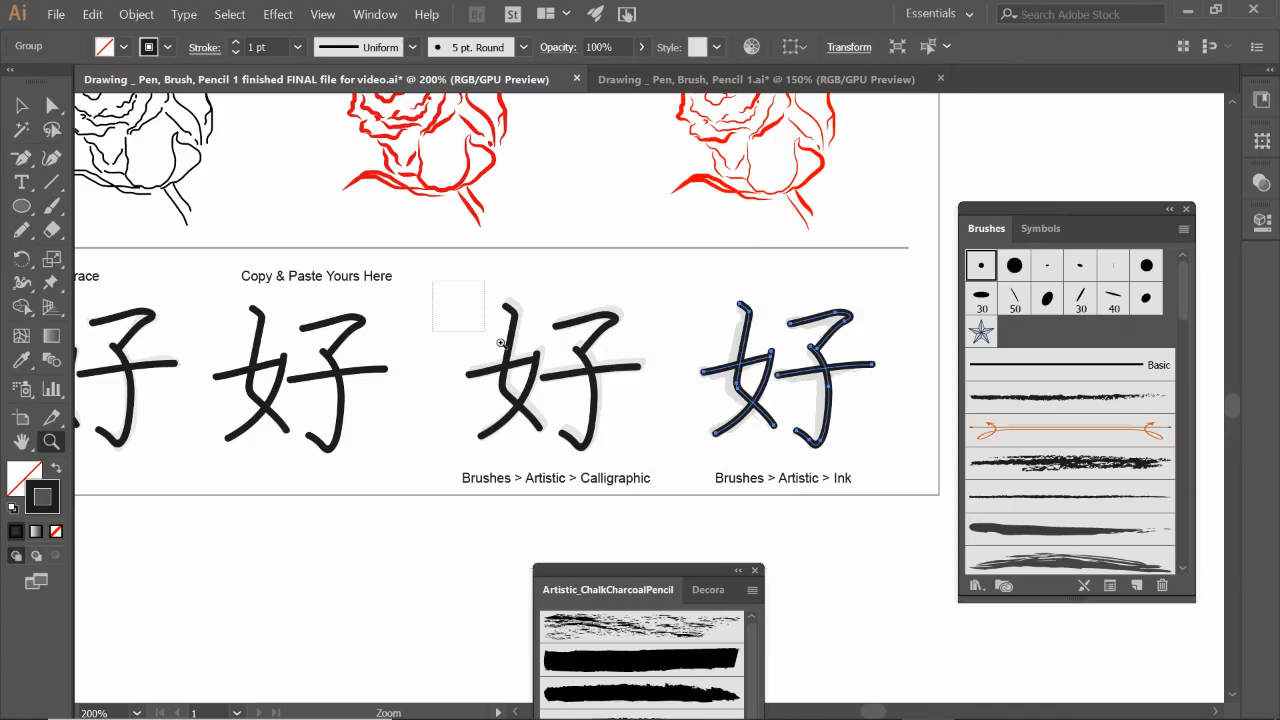 Ai File Edit Object Type Select Effect View Window Help Br St Essentials Search Adobe Stock
Group Stroke: 1 pt Uniform 5 pt. Round Opacity: 100% Style: Transform
Drawing _ Pen, Brush, Pencil 1 finished FINAL file for video.ai* @ 200% (RGB/GPU Preview) × Drawing _ Pen, Brush, Pencil 1.ai* @ 150% (RGB/GPU Preview) ×
Brushes Symbols
30 50 30 40
Basic
race Copy & Paste Yours Here
好 好 好 好
Brushes > Artistic > Calligraphic Brushes > Artistic > Ink
Artistic_ChalkCharcoalPencil Decora
200% 1 Zoom